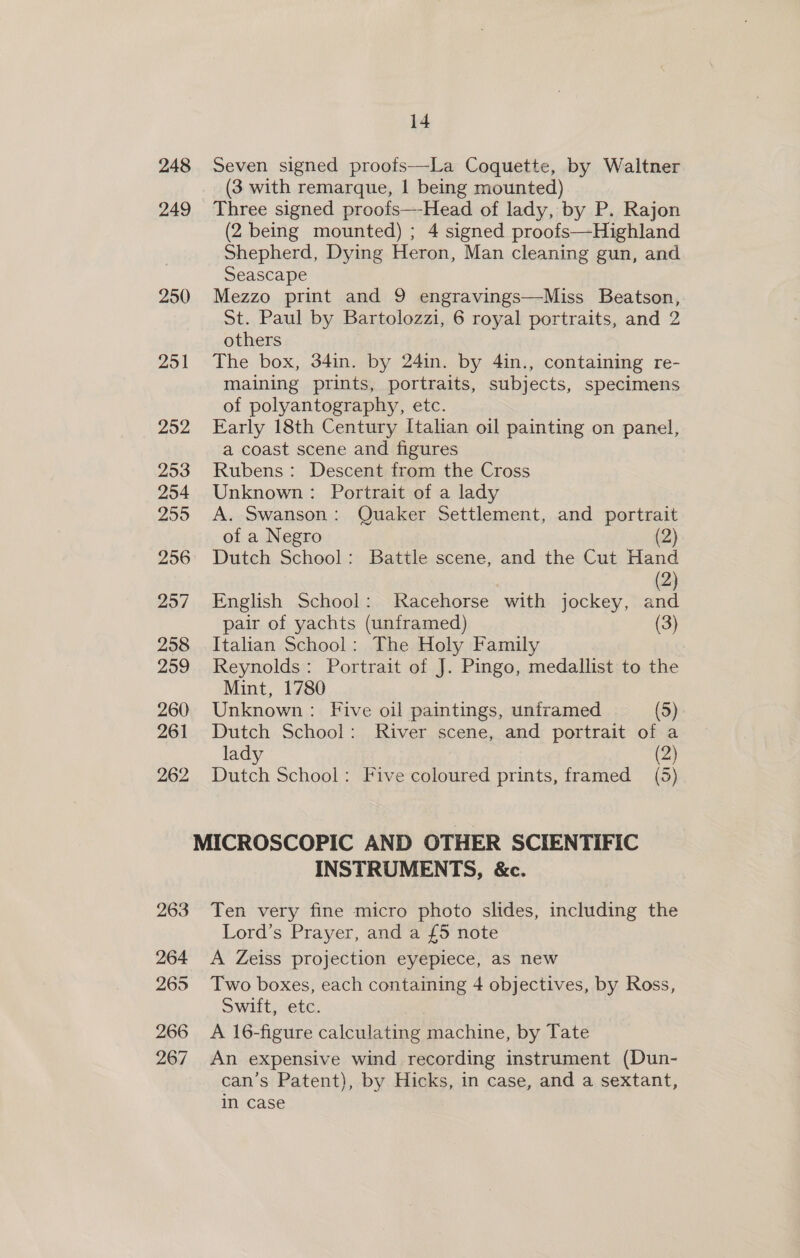 14
248 Seven signed proofs—La Coquette, by Waltner
(3 with remarque, 1 being mounted)
249 Three signed proofs—Head of lady, by P. Rajon
(2 being mounted) ; 4 signed proofs—Highland
Shepherd, Dying Heron, Man cleaning gun, and
Seascape
250 Mezzo print and 9 engravings—Miss Beatson,
St. Paul by Bartolozzi, 6 royal portraits, and 2
others
251 The box, 34in. by 24in. by 4in., containing re-
maining prints, portraits, subjects, specimens
of polyantography, etc.
252 Early 18th Century Italian oil painting on panel,
a coast scene and figures
253 Rubens : Descent from the Cross
254 Unknown : Portrait of a lady
255 A. Swanson : Quaker Settlement, and portrait
of a Negro (2)
256 Dutch School : Battle scene, and the Cut Hand
(2)
257 English School : Racehorse with jockey, and
pair of yachts (unframed) (3)
258 Italian School : The Holy Family
259 Reynolds : Portrait of J. Pingo, medallist to the
Mint, 1780
260 Unknown : Five oil paintings, unframed (5)
261 Dutch School : River scene, and portrait of a
lady (2)
262 Dutch School : Five coloured prints, framed (5)
MICROSCOPIC AND OTHER SCIENTIFIC
INSTRUMENTS, &c.
263 Ten very fine micro photo slides, including the
Lord's Prayer, and a £5 note
264 A Zeiss projection eyepiece, as new
265 Two boxes, each containing 4 objectives, by Ross,
Swift, etc.
266 A 16-figure calculating machine, by Tate
267 An expensive wind recording instrument (Dun-
can's Patent), by Hicks, in case, and a sextant,
in case